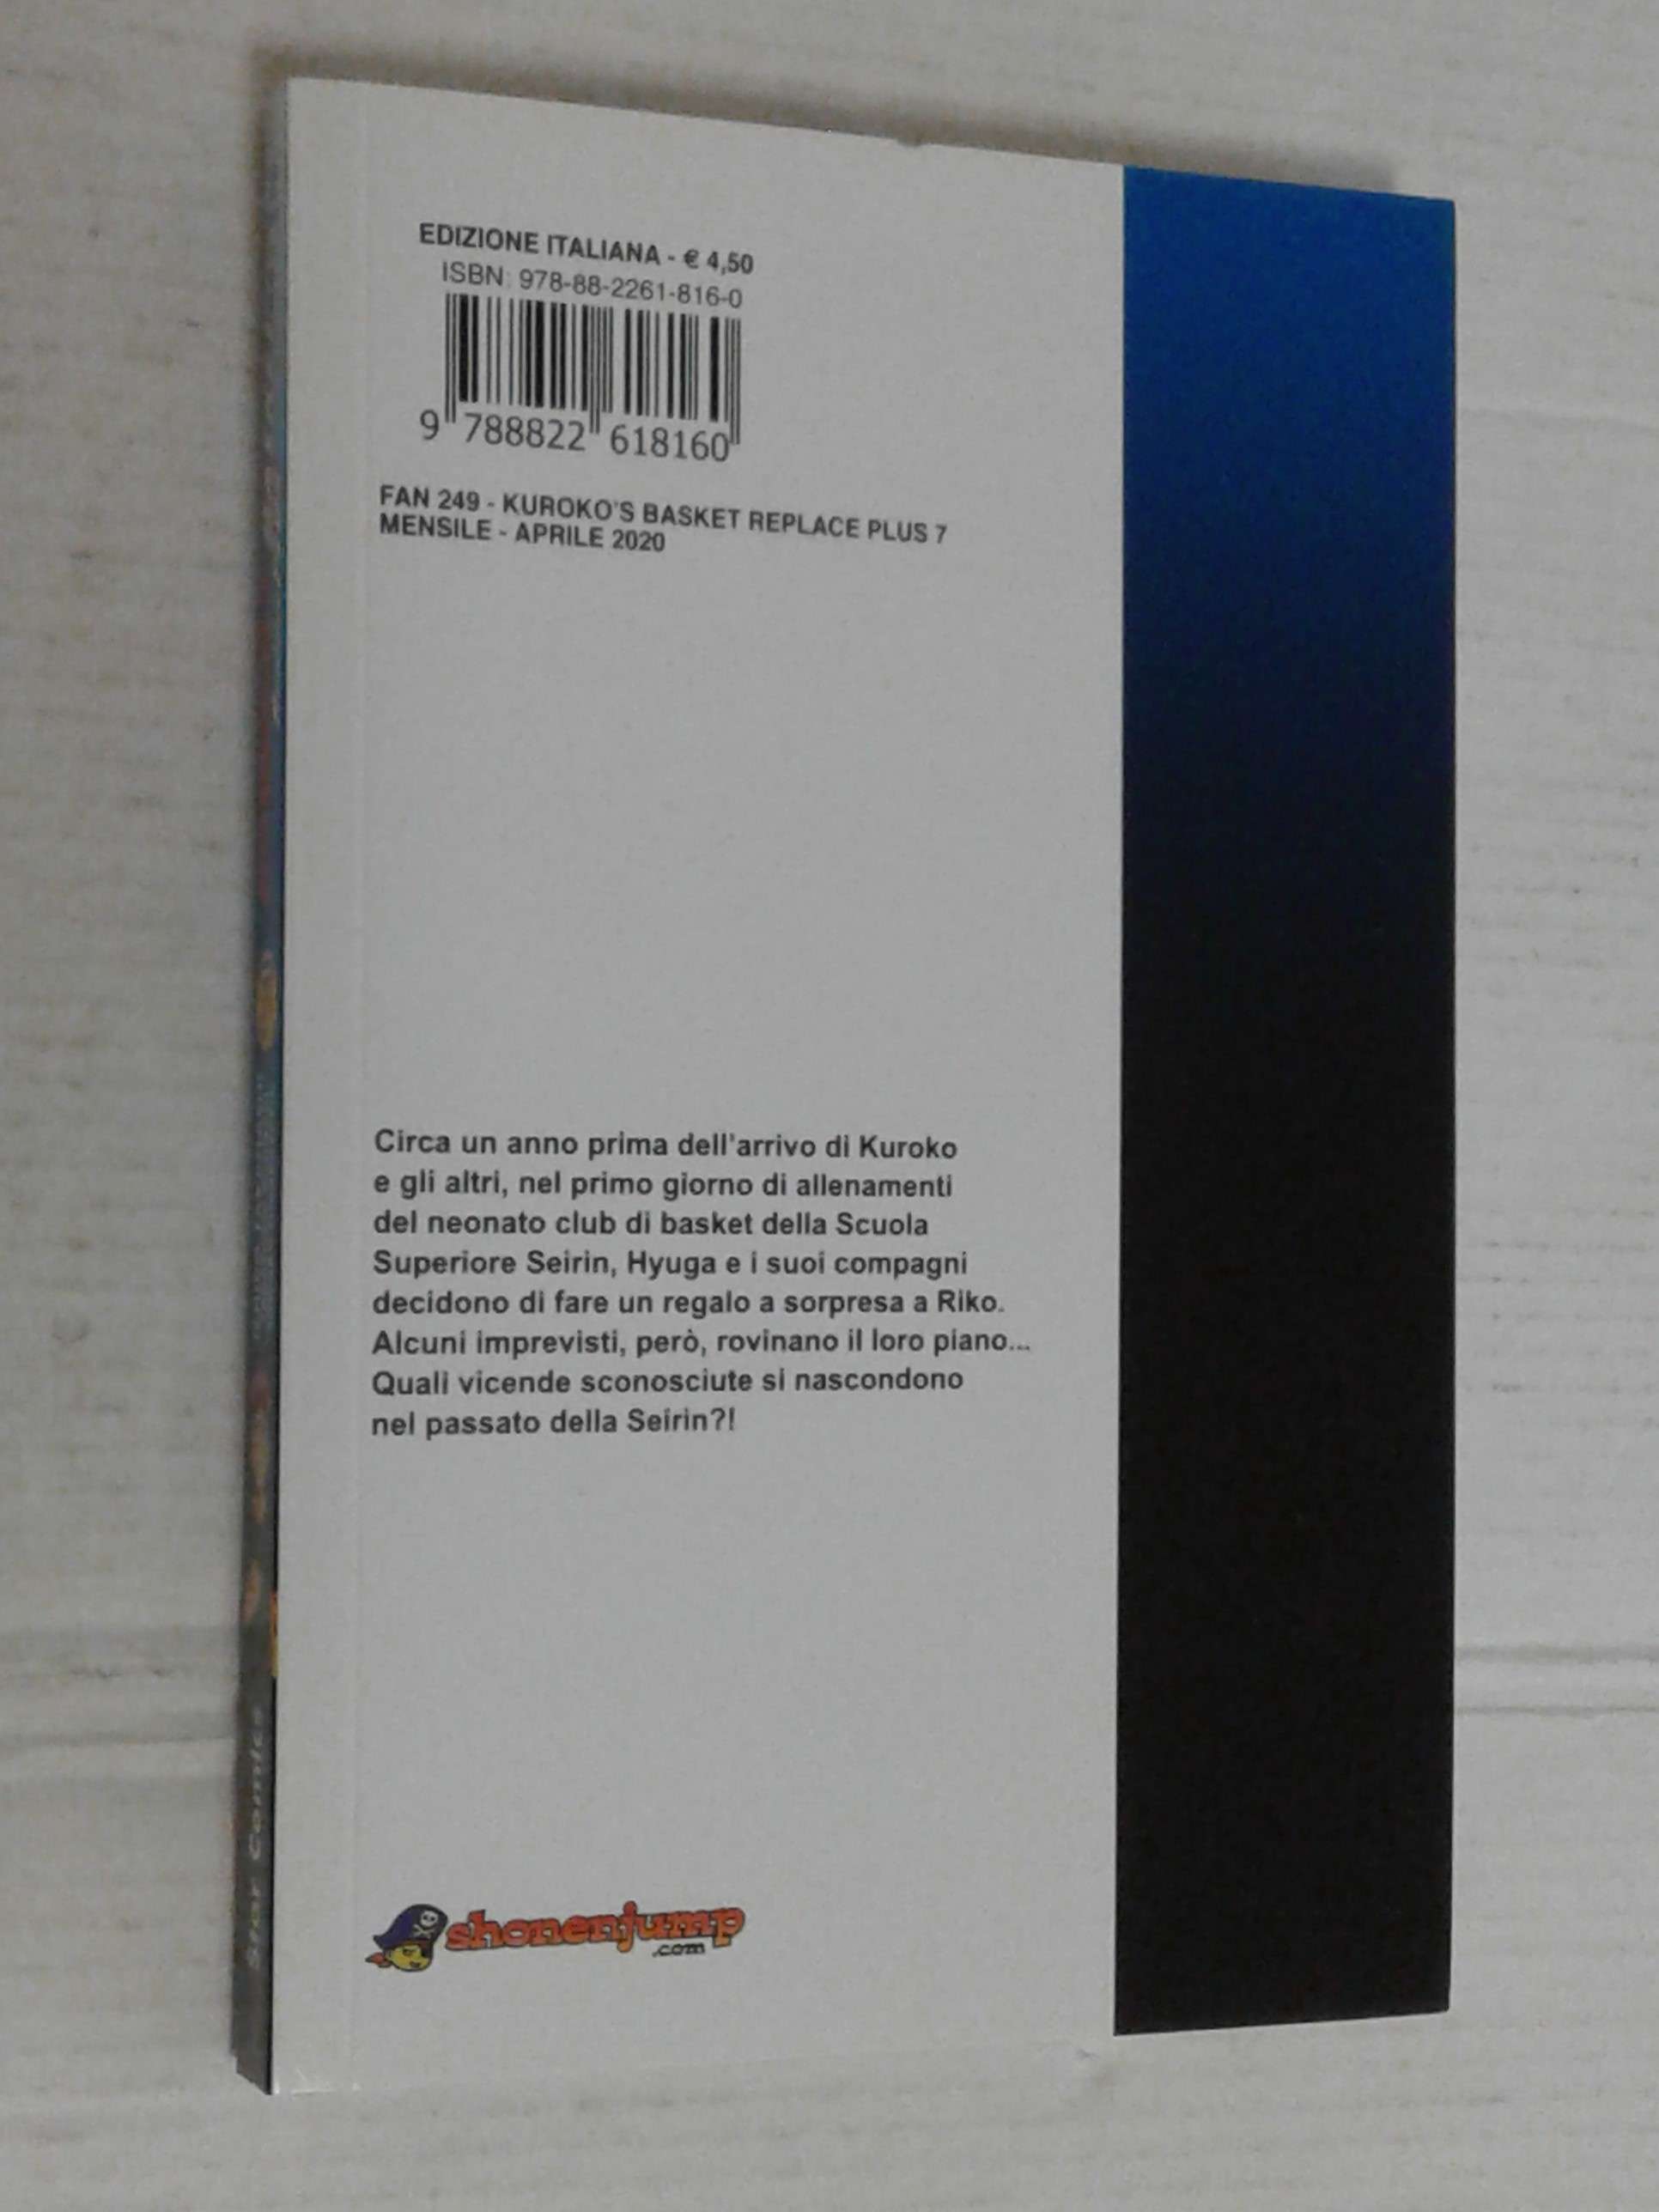 EDIZIONE ITALIANA - € 4,50
ISBN: 978-88-2261-816-0
9 788822 618160
FAN 249 - KUROKO'S BASKET REPLACE PLUS 7
MENSILE - APRILE 2020
Circa un anno prima dell'arrivo di Kuroko
e gli altri, nel primo giorno di allenamenti
del neonato club di basket della Scuola
Superiore Seirin, Hyuga e i suoi compagni
decidono di fare un regalo a sorpresa a Riko.
Alcuni imprevisti, però, rovinano il loro piano...
Quali vicende sconosciute si nascondono
nel passato della Seirin?!
shonenjump
.com
Star Comics